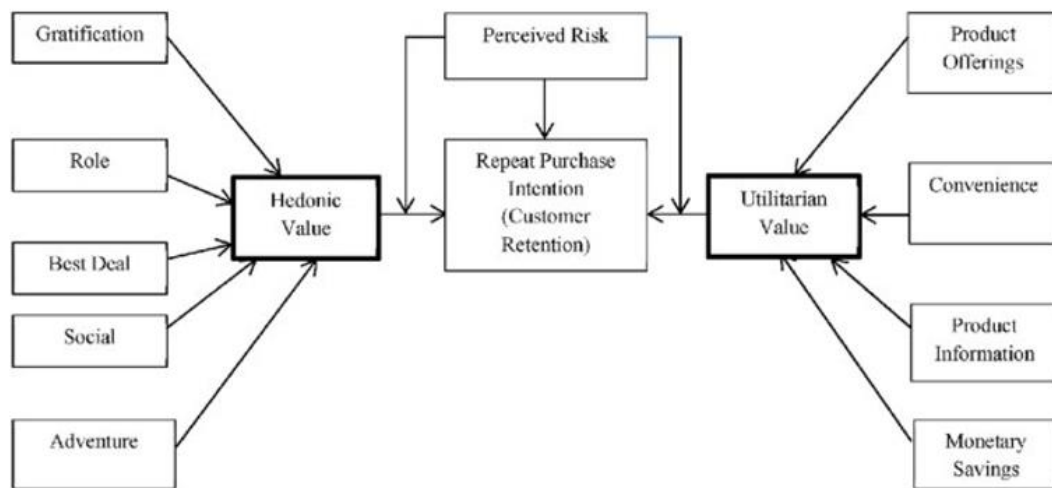 Gratification
Role
Best Deal
Social
Adventure
Hedonic
Value
Perceived Risk
Repeat Purchase
Intention
(Customer
Retention)
Utilitarian
Value
Product
Offerings
Convenience
Product
Information
Monetary
Savings